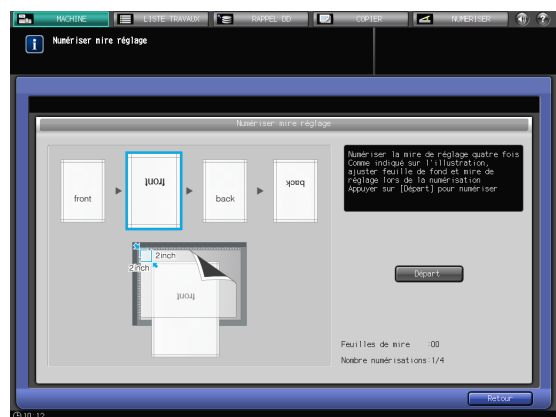 MACHINE LISTE TRAVAUX RAPPEL DD COPIER NUMERISER
Numériser mire réglage
Numériser mire réglage
front front back back
Numériser la mire de réglage quatre fois
Comme indiqué sur l'illustration,
ajuster feuille de fond et mire de
réglage lors de la numérisation
Appuyer sur [Départ] pour numériser
2inch
2inch
front
Départ
Feuilles de mire :00
Nombre numérisations:1/4
Retour
10:12